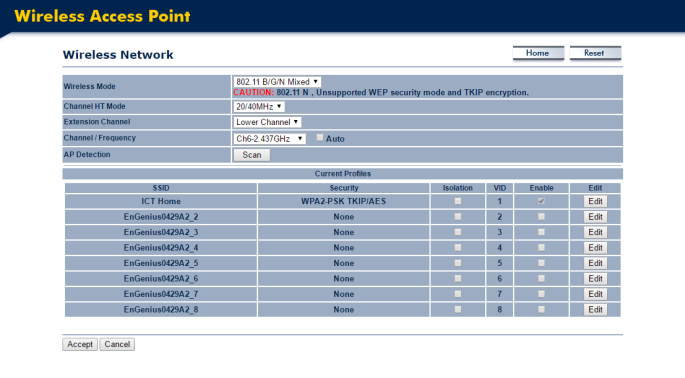 Wireless Access Point
Wireless Network
Home Reset
Wireless Mode 802.11 B/G/N Mixed
CAUTION: 802.11 N , Unsupported WEP security mode and TKIP encryption.
Channel HT Mode 20/40MHz
Extension Channel Lower Channel
Channel / Frequency Ch6-2.437GHz Auto
AP Detection Scan
Current Profiles
SSID Security Isolation VID Enable Edit
ICT Home WPA2-PSK TKIP/AES 1 Edit
EnGenius0429A2_2 None 2 Edit
EnGenius0429A2_3 None 3 Edit
EnGenius0429A2_4 None 4 Edit
EnGenius0429A2_5 None 5 Edit
EnGenius0429A2_6 None 6 Edit
EnGenius0429A2_7 None 7 Edit
EnGenius0429A2_8 None 8 Edit
Accept Cancel